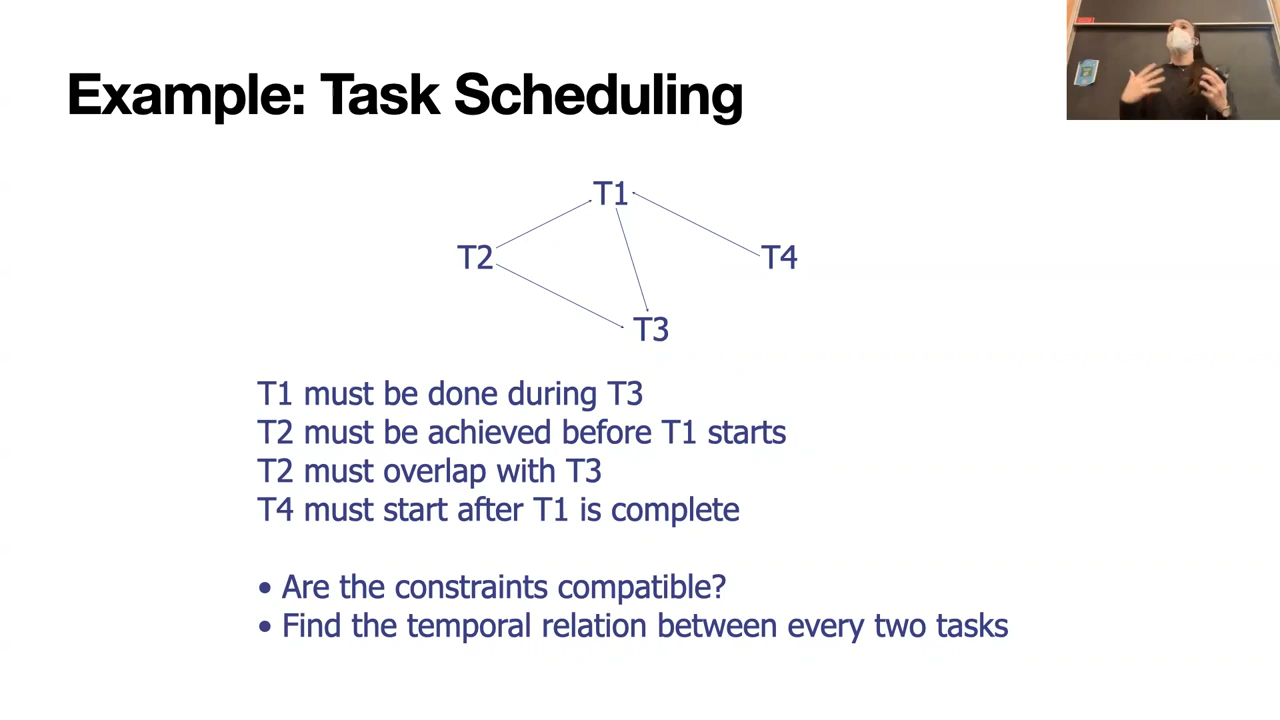 Example: Task Scheduling
T1
T2
T4
T3
T1 must be done during T3
T2 must be achieved before T1 starts
T2 must overlap with T3
T4 must start after T1 is complete
• Are the constraints compatible?
• Find the temporal relation between every two tasks